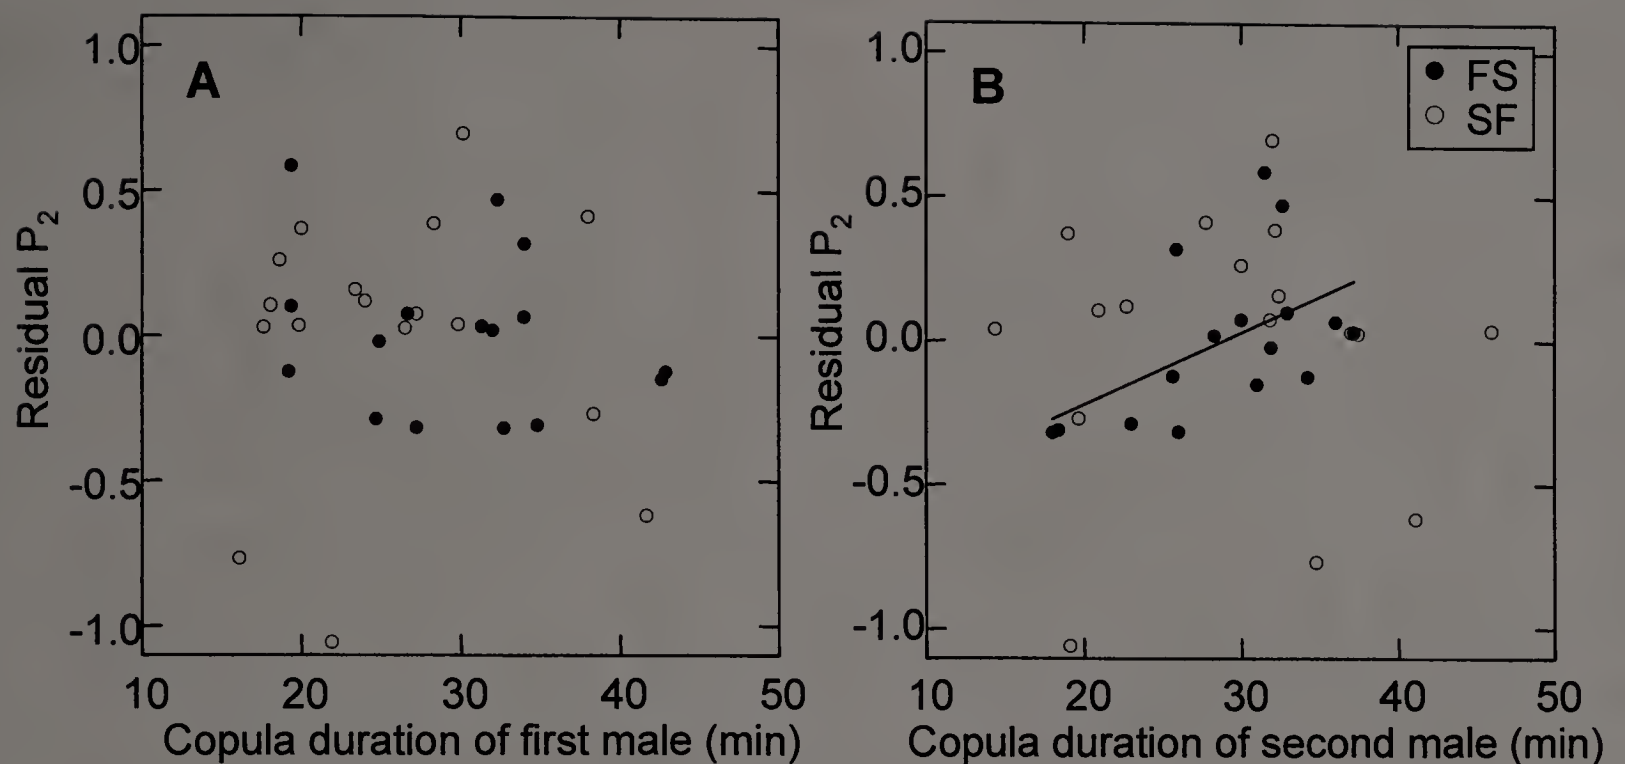 A
1.0
0.5
0.0
-0.5
-1.0
Residual P2
10 20 30 40 50
Copula duration of first male (min)
B
FS
SF
1.0
0.5
0.0
-0.5
-1.0
Residual P2
10 20 30 40 50
Copula duration of second male (min)